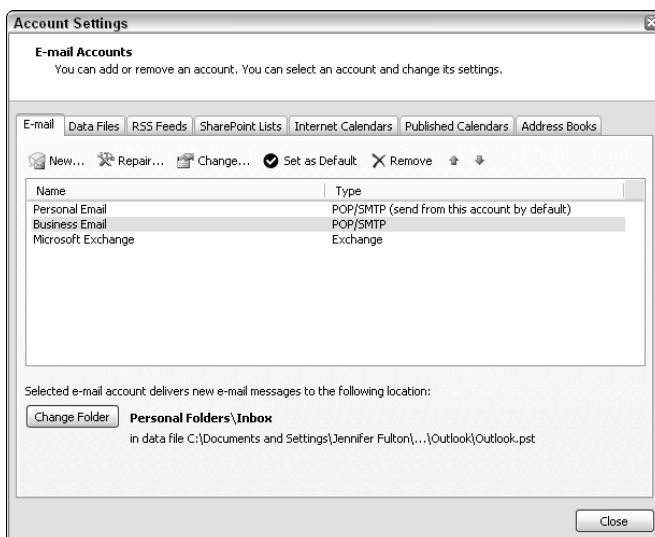 Account Settings
E-mail Accounts
You can add or remove an account. You can select an account and change its settings.
E-mail Data Files RSS Feeds SharePoint Lists Internet Calendars Published Calendars Address Books
New... Repair... Change... Set as Default Remove
Name Type
Personal Email POP/SMTP (send from this account by default)
Business Email POP/SMTP
Microsoft Exchange Exchange
Selected e-mail account delivers new e-mail messages to the following location:
Change Folder Personal Folders\Inbox
in data file C:\Documents and Settings\Jennifer Fulton\...\Outlook\Outlook.pst
Close